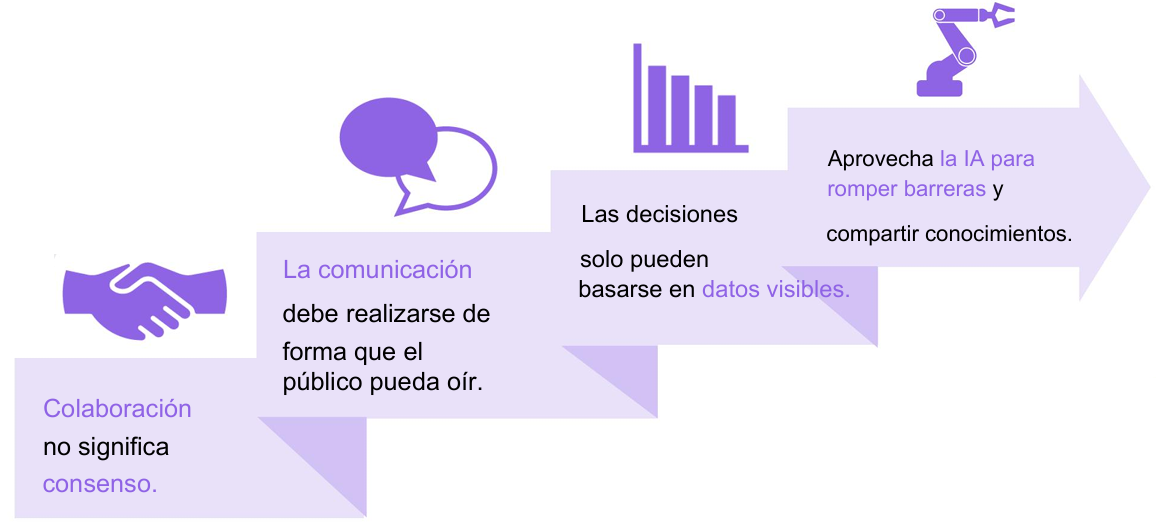 Colaboración
no significa
consenso.
La comunicación
debe realizarse de
forma que el
público pueda oír.
Las decisiones
solo pueden
basarse en datos visibles.
Aprovecha la IA para
romper barreras y
compartir conocimientos.